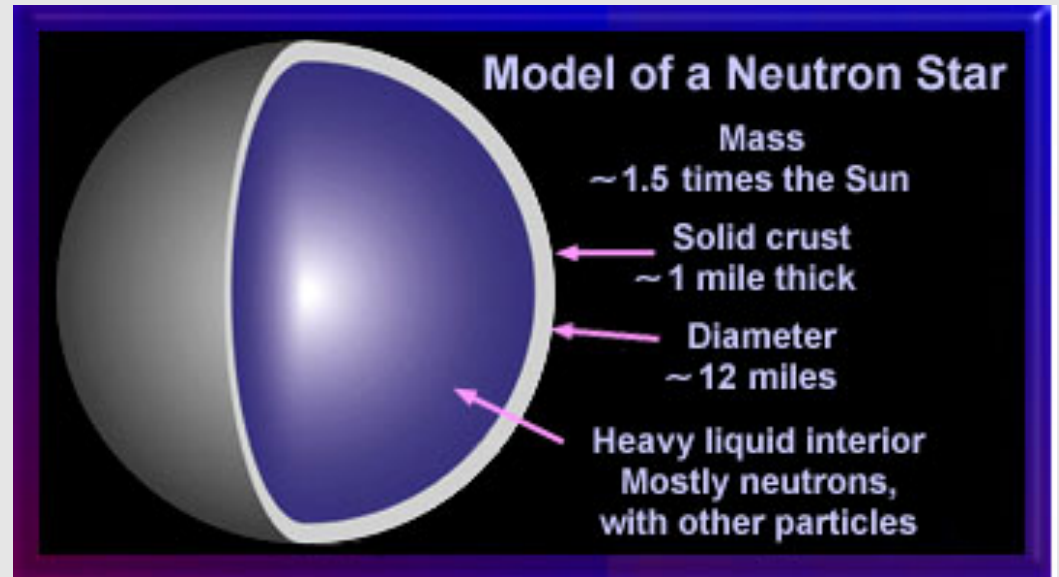 Model of a Neutron Star
Mass
~1.5 times the Sun
Solid crust
~1 mile thick
Diameter
~12 miles
Heavy liquid interior
Mostly neutrons,
with other particles